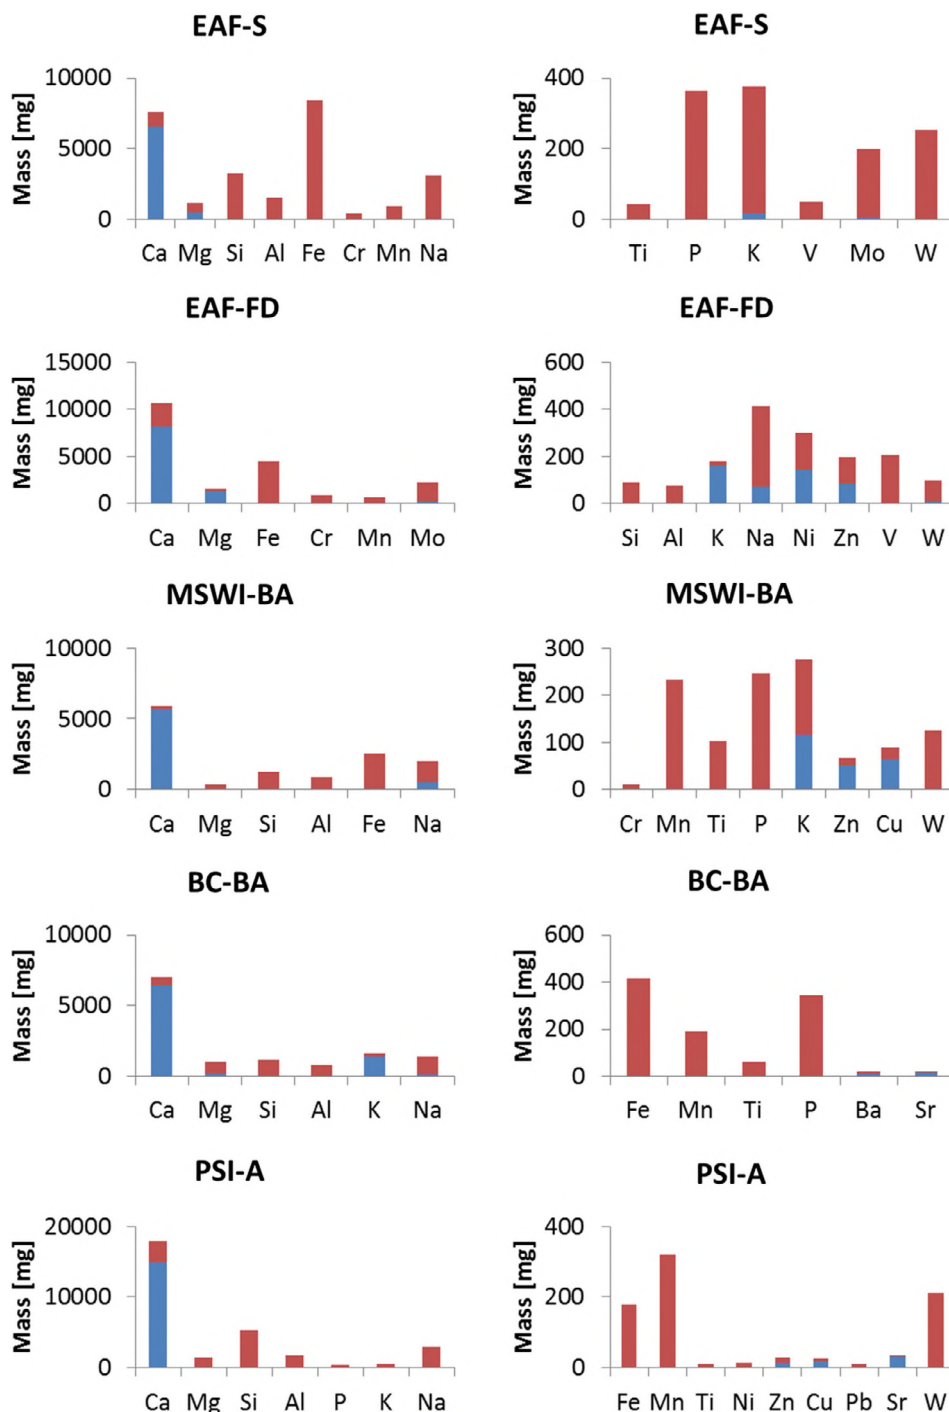 EAF-S
Mass [mg]
10000
5000
0
Ca Mg Si Al Fe Cr Mn Na
EAF-S
Mass [mg]
400
200
0
Ti P K V Mo W
EAF-FD
Mass [mg]
15000
10000
5000
0
Ca Mg Fe Cr Mn Mo
EAF-FD
Mass [mg]
600
400
200
0
Si Al K Na Ni Zn V W
MSWI-BA
Mass [mg]
10000
5000
0
Ca Mg Si Al Fe Na
MSWI-BA
Mass [mg]
300
200
100
0
Cr Mn Ti P K Zn Cu W
BC-BA
Mass [mg]
10000
5000
0
Ca Mg Si Al K Na
BC-BA
Mass [mg]
600
400
200
0
Fe Mn Ti P Ba Sr
PSI-A
Mass [mg]
20000
10000
0
Ca Mg Si Al P K Na
PSI-A
Mass [mg]
400
200
0
Fe Mn Ti Ni Zn Cu Pb Sr W